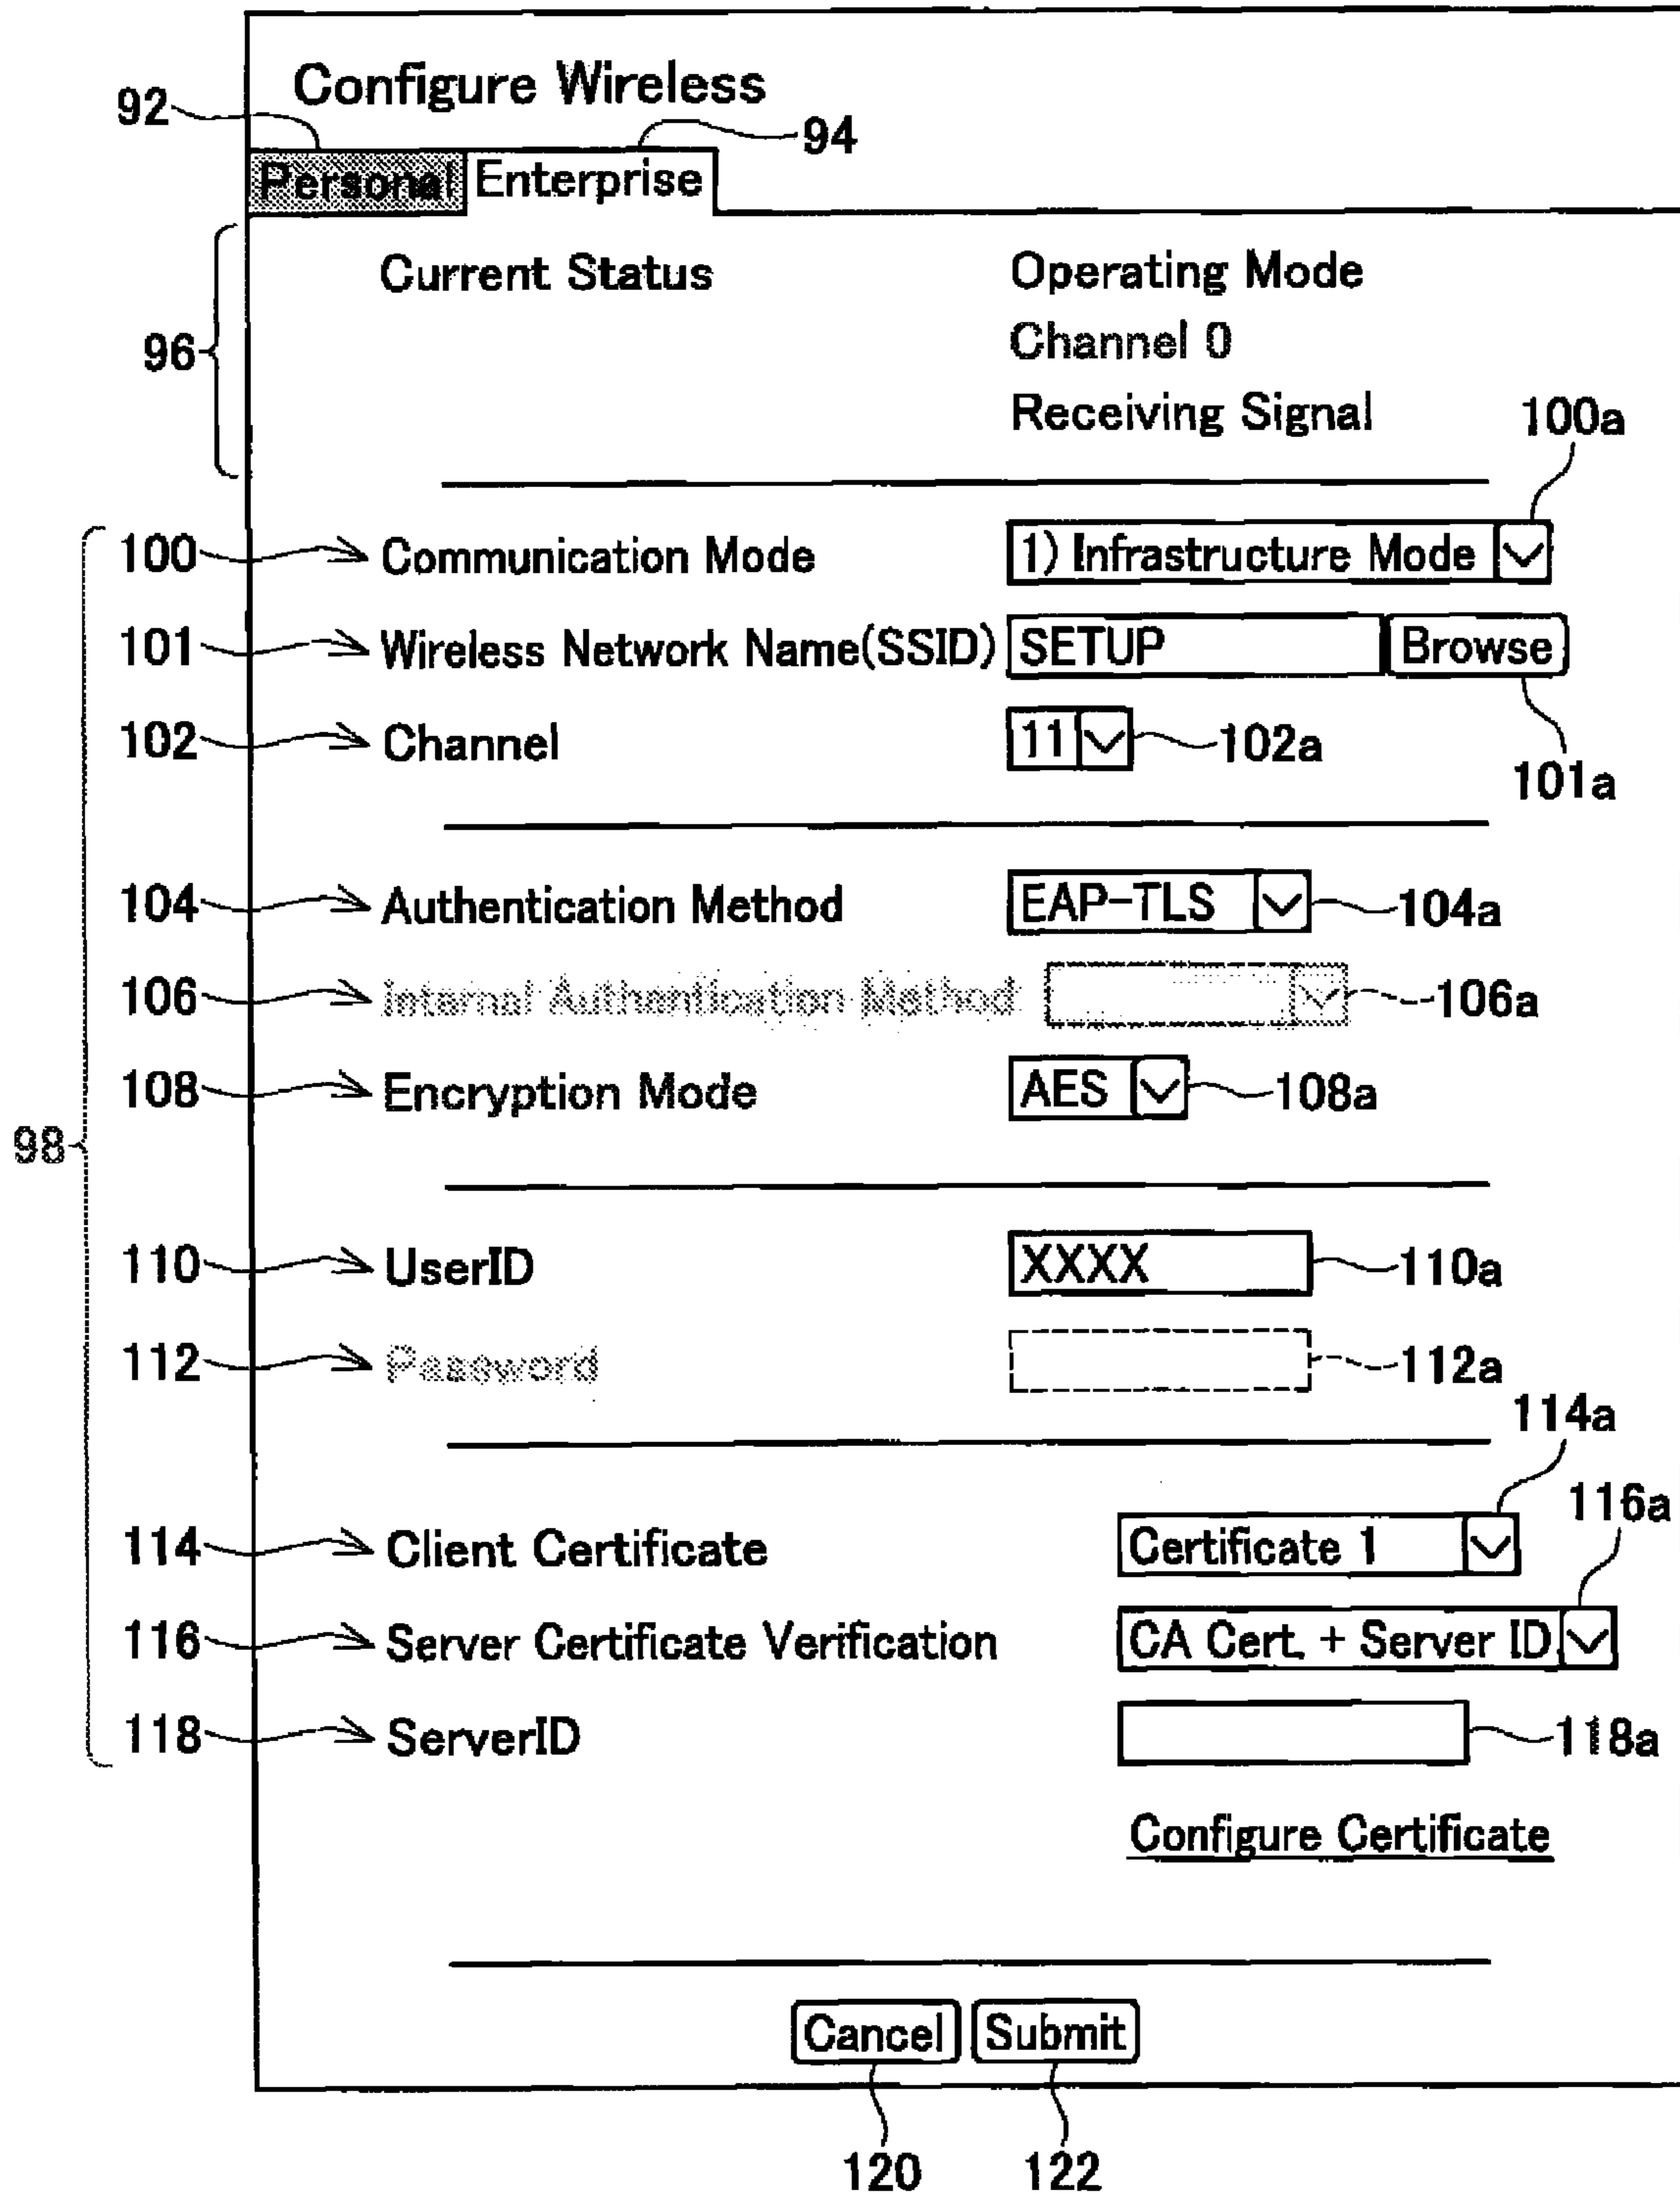 Configure Wireless
92
94
Personal Enterprise
96
Current Status Operating Mode
Channel 0
Receiving Signal
100a
98
100 Communication Mode 1) Infrastructure Mode
101 Wireless Network Name(SSID) SETUP Browse
101a
102 Channel 11 102a
104 Authentication Method EAP-TLS 104a
106 Internal Authentication Method 106a
108 Encryption Mode AES 108a
110 UserID XXXX 110a
112 Password 112a
114a
114 Client Certificate Certificate 1
116a
116 Server Certificate Verification CA Cert. + Server ID
118 ServerID 118a
Configure Certificate
Cancel Submit
120 122